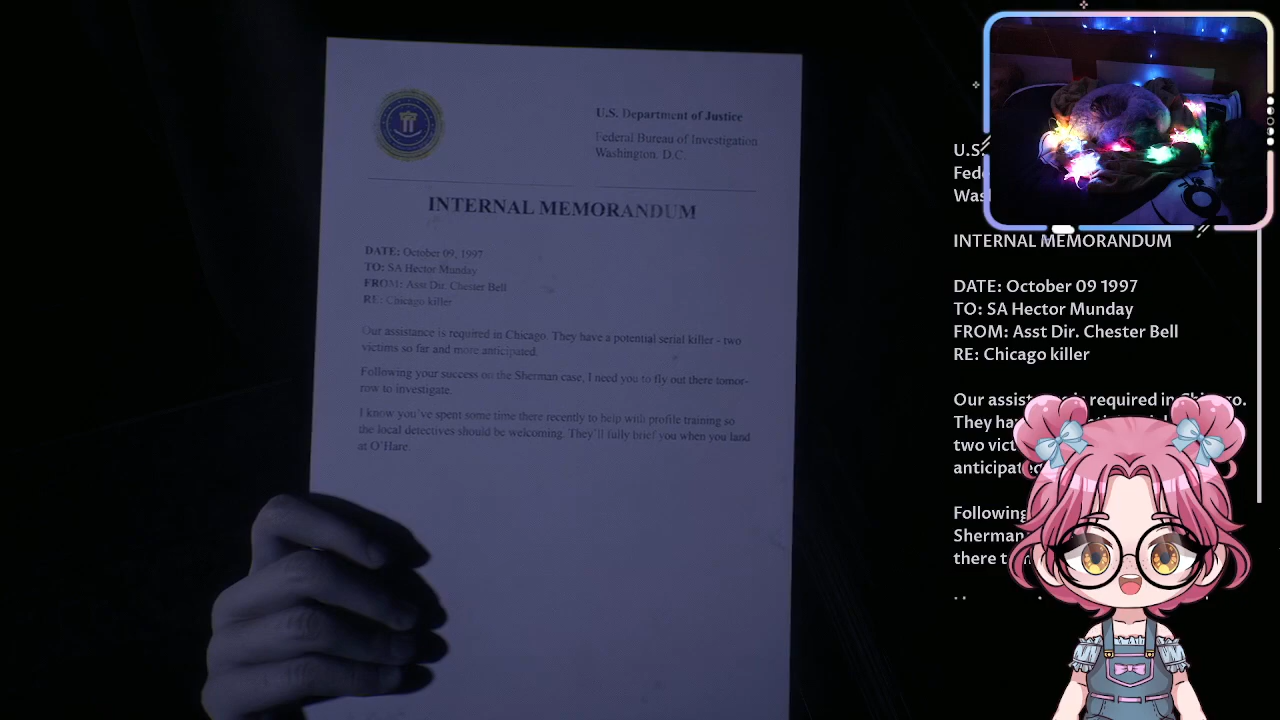 U.S. Department of Justice
Federal Bureau of Investigation
Washington, D.C.
INTERNAL MEMORANDUM
DATE: October 09, 1997
TO: SA Hector Munday
FROM: Asst Dir. Chester Bell
RE: Chicago killer
Our assistance is required in Chicago. They have a potential serial killer - two
victims so far and more anticipated.
Following your success on the Sherman case, I need you to fly out there tomor-
row to investigate.
I know you've spent some time there recently to help with profile training so
the local detectives should be welcoming. They'll fully brief you when you land
at O'Hare.
U.S.
Fede
Was
INTERNAL MEMORANDUM
DATE: October 09 1997
TO: SA Hector Munday
FROM: Asst Dir. Chester Bell
RE: Chicago killer
Our assist is required in Chicago.
They ha
two vict
anticipated
Following
Sherman
there t